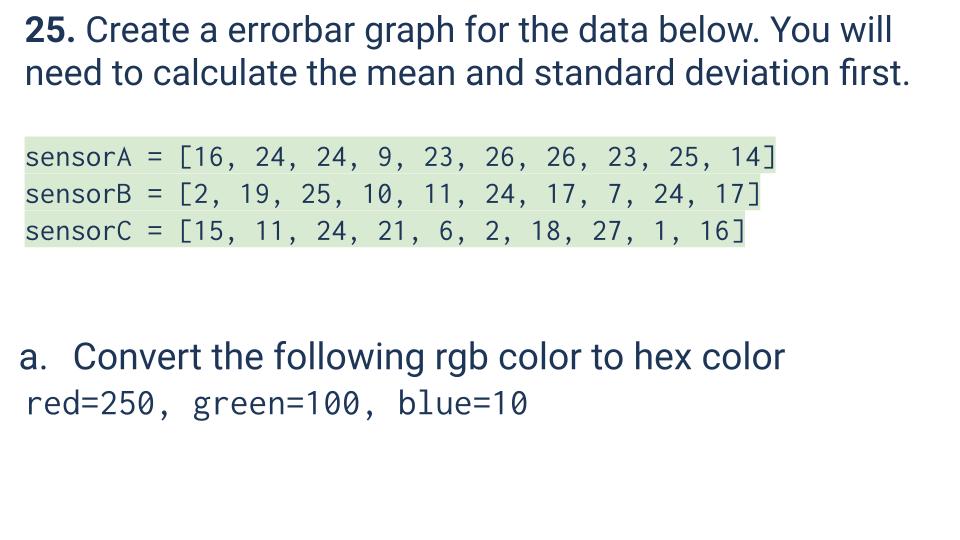 25. Create a errorbar graph for the data below. You will
need to calculate the mean and standard deviation first.
sensorA = [16, 24, 24, 9, 23, 26, 26, 23, 25, 14]
sensorB = [2, 19, 25, 10, 11, 24, 17, 7, 24, 17]
sensorC = [15, 11, 24, 21, 6, 2, 18, 27, 1, 16]
a. Convert the following rgb color to hex color
red=250, green=100, blue=10